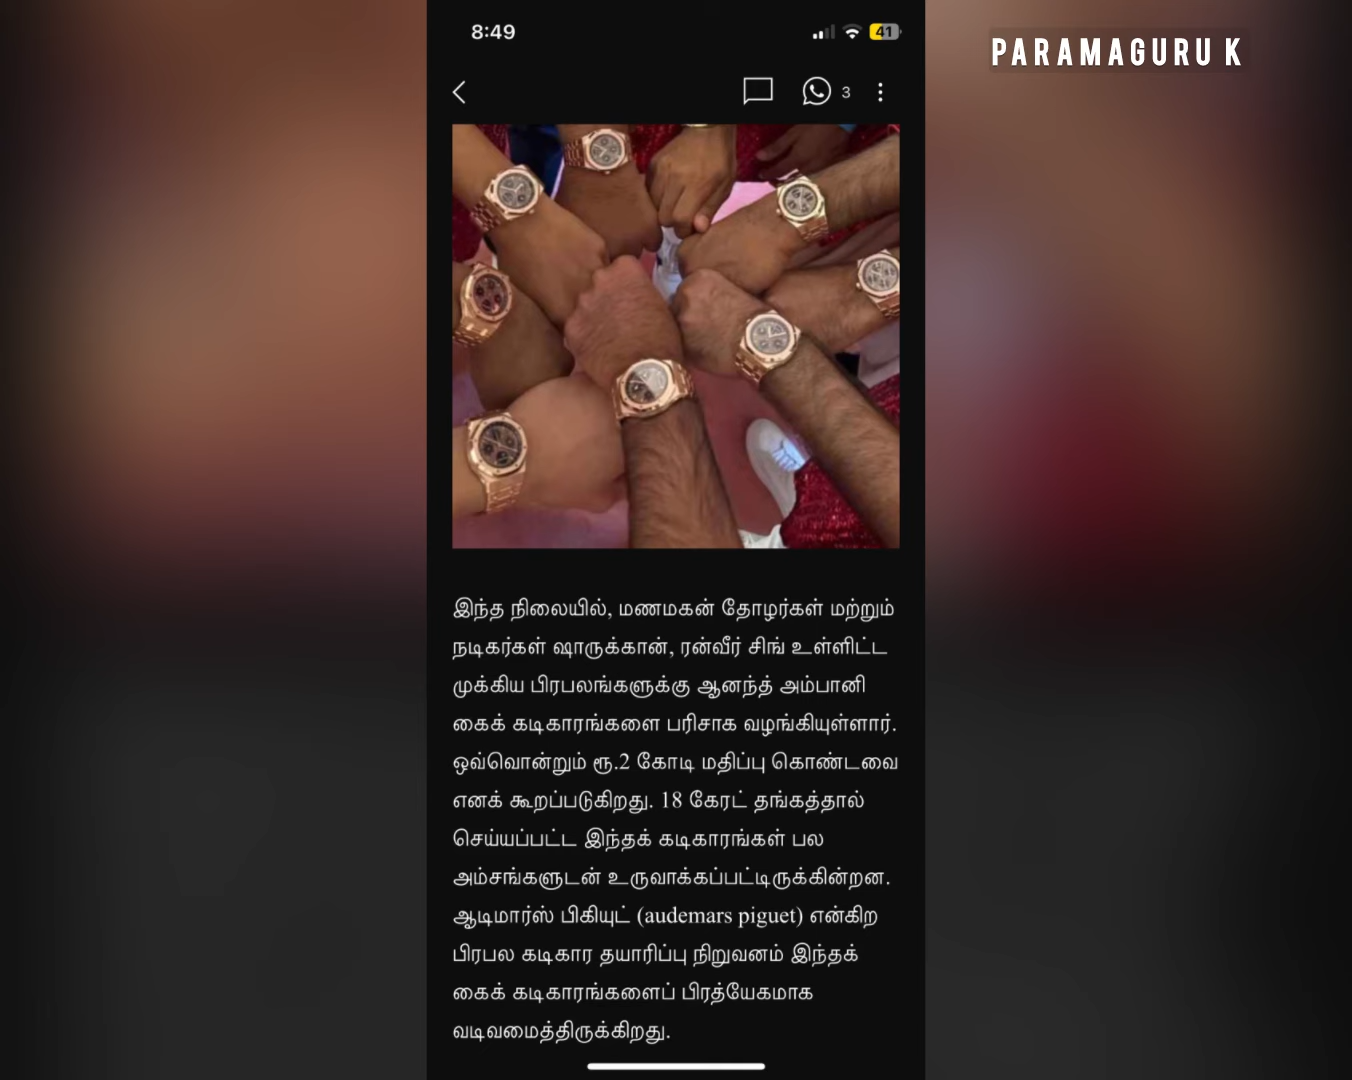 8:49
41
PARAMAGURU K
3
இந்த நிலையில், மணமகன் தோழர்கள் மற்றும்
நடிகர்கள் ஷாருக்கான், ரன்வீர் சிங் உள்ளிட்ட
முக்கிய பிரபலங்களுக்கு ஆனந்த் அம்பானி
கைக் கடிகாரங்களை பரிசாக வழங்கியுள்ளார்.
ஒவ்வொன்றும் ரூ.2 கோடி மதிப்பு கொண்டவை
எனக் கூறப்படுகிறது. 18 கேரட் தங்கத்தால்
செய்யப்பட்ட இந்தக் கடிகாரங்கள் பல
அம்சங்களுடன் உருவாக்கப்பட்டிருக்கின்றன.
ஆடிமார்ஸ் பிகியுட் (audemars piguet) என்கிற
பிரபல கடிகார தயாரிப்பு நிறுவனம் இந்தக்
கைக் கடிகாரங்களைப் பிரத்யேகமாக
வடிவமைத்திருக்கிறது.